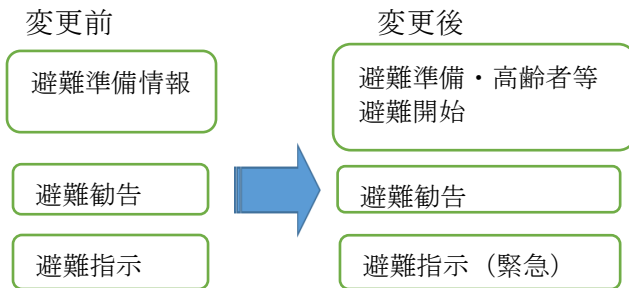 変更前
避難準備情報
避難勧告
避難指示
変更後
避難準備・高齢者等
避難開始
避難勧告
避難指示（緊急）